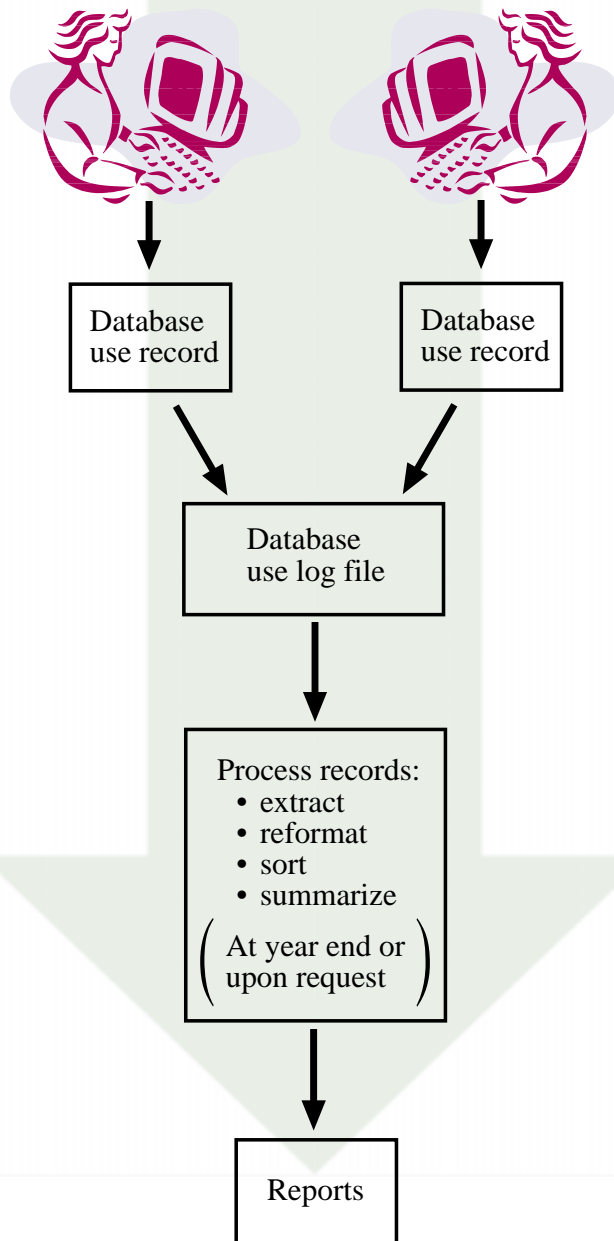 Database
use record
Database
use record
Database
use log file
Process records:
• extract
• reformat
• sort
• summarize
(At year end or
upon request)
Reports